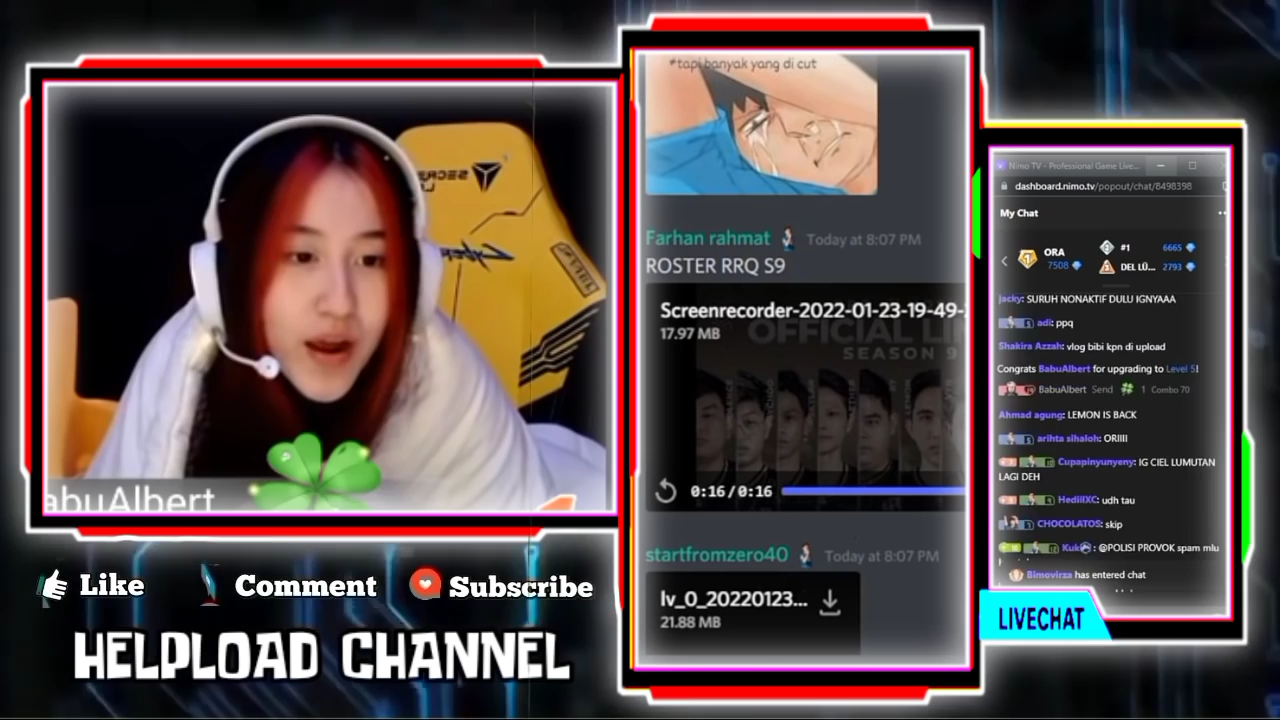 abuAlbert
Like
Comment
Subscribe
HELPLOAD CHANNEL
*tapi banyak yang di cut
Farhan rahmat Today at 8:07 PM
ROSTER RRQ S9
Screenrecorder-2022-01-23-19-49-
17.97 MB
OFFICIAL LI
SEASON 9
0:16/0:16
startfromzero40 Today at 8:07 PM
lv_0_20220123...
21.88 MB
Nimo TV - Professional Game Live...
dashboard.nimo.tv/popout/chat/8498398
My Chat
ORA
7508
#1 6665
DEL LÜ... 2793
Jacky: SURUH NONAKTIF DULU IGNYAAA
adi: ppq
Shakira Azzah: vlog bibi kpn di upload
Congrats BabuAlbert for upgrading to Level 5!
BabuAlbert Send 1 Combo 70
Ahmad agung: LEMON IS BACK
arihta sihaloh: ORIIII
Cupapinyunyeny: IG CIEL LUMUTAN
LAGI DEH
HediiIXC: udh tau
CHOCOLATOS: skip
Kuki : @POLISI PROVOK spam mlu
Bimovirza has entered chat
LIVECHAT